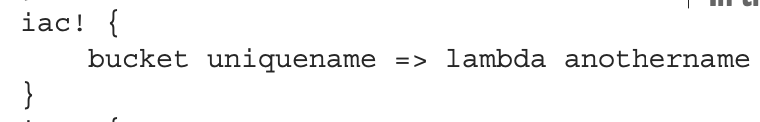 iac! {
    bucket uniquename => lambda anothername
}